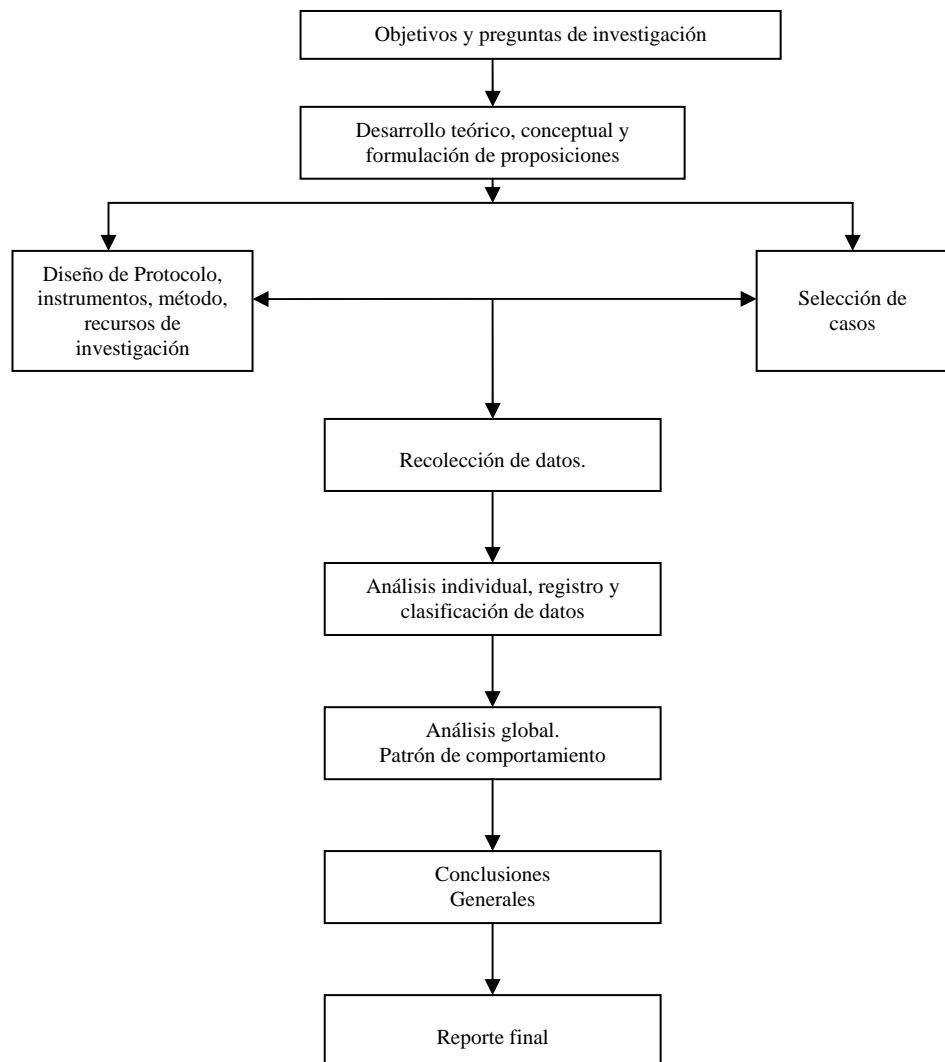 Objetivos y preguntas de investigación
Desarrollo teórico, conceptual y
formulación de proposiciones
Diseño de Protocolo,
instrumentos, método,
recursos de
investigación
Selección de
casos
Recolección de datos.
Análisis individual, registro y
clasificación de datos
Análisis global.
Patrón de comportamiento
Conclusiones
Generales
Reporte final